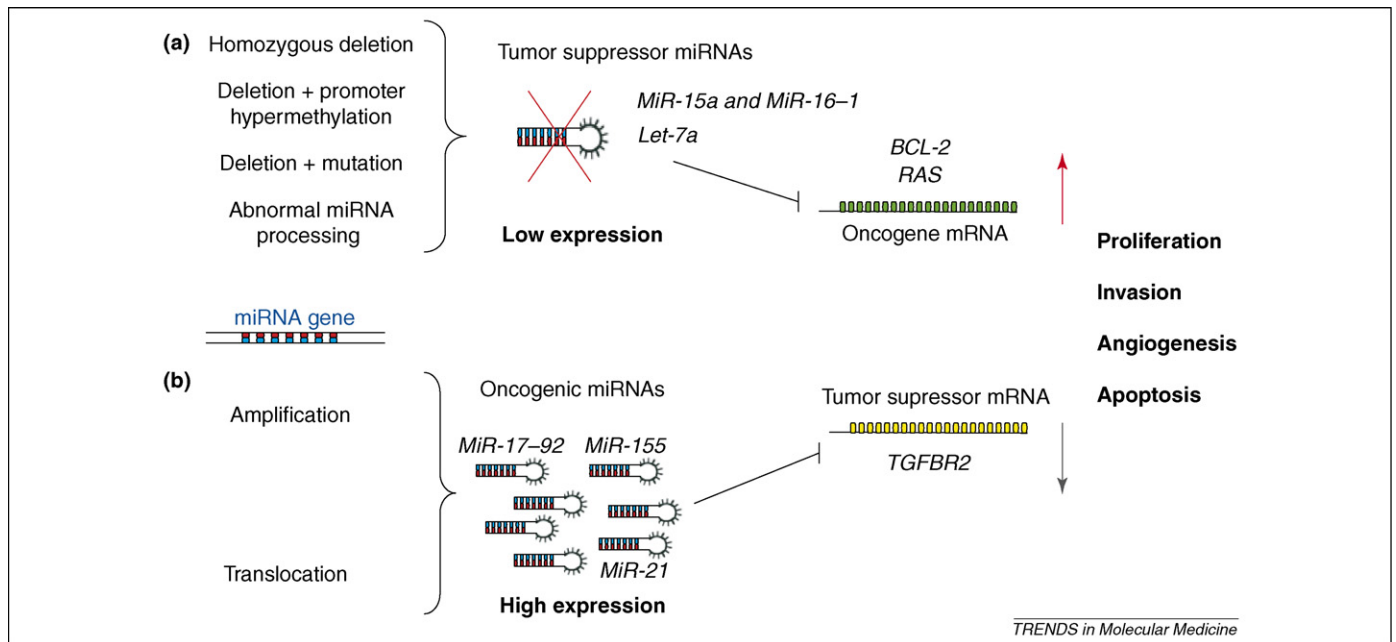 (a) Homozygous deletion
Deletion + promoter
hypermethylation
Deletion + mutation
Abnormal miRNA
processing
Tumor suppressor miRNAs
MiR-15a and MiR-16–1
Let-7a
Low expression
BCL-2
RAS
Oncogene mRNA
Proliferation
Invasion
Angiogenesis
Apoptosis
miRNA gene
(b)
Amplification
Translocation
Oncogenic miRNAs
MiR-17–92 MiR-155
MiR-21
High expression
Tumor supressor mRNA
TGFBR2
TRENDS in Molecular Medicine